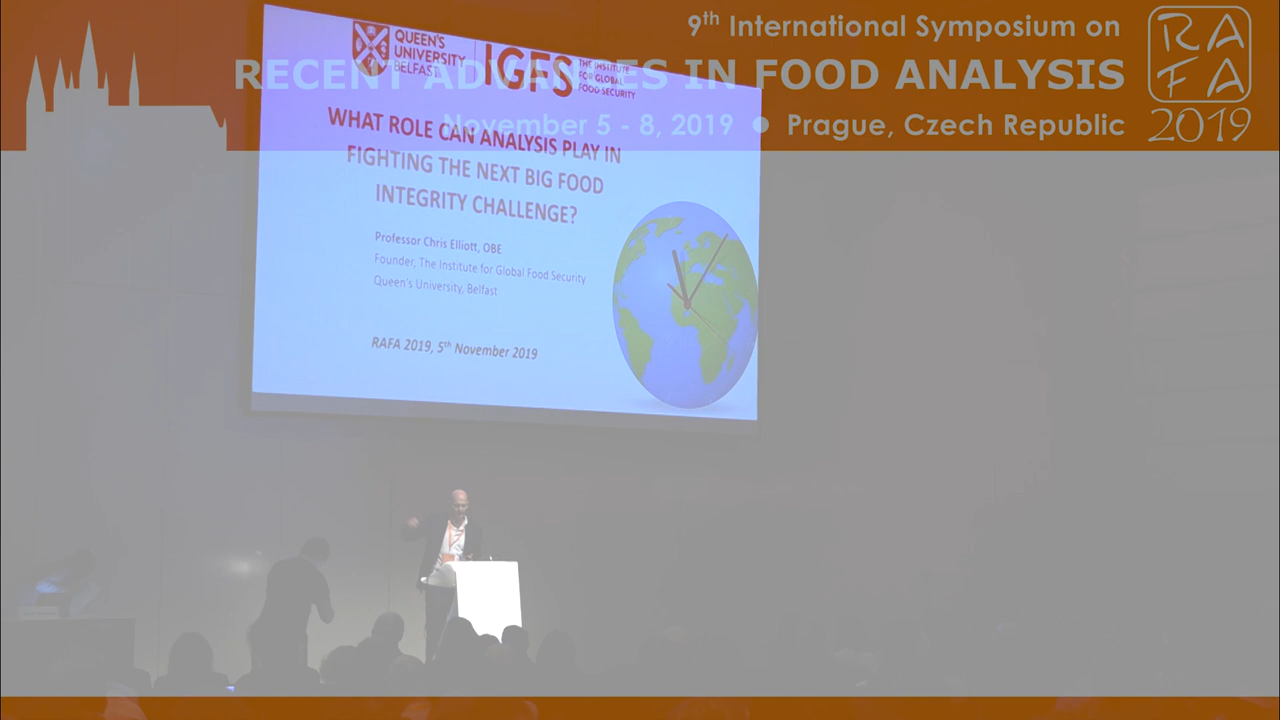 9th International Symposium on
RECENT ADVANCES IN FOOD ANALYSIS
November 5 - 8, 2019 ● Prague, Czech Republic
RAFA
2019
QUEEN'S
UNIVERSITY
BELFAST
IGFS
THE INSTITUTE
FOR GLOBAL
FOOD SECURITY
WHAT ROLE CAN ANALYSIS PLAY IN
FIGHTING THE NEXT BIG FOOD
INTEGRITY CHALLENGE?
Professor Chris Elliott, OBE
Founder, The Institute for Global Food Security
Queen's University, Belfast
RAFA 2019, 5th November 2019